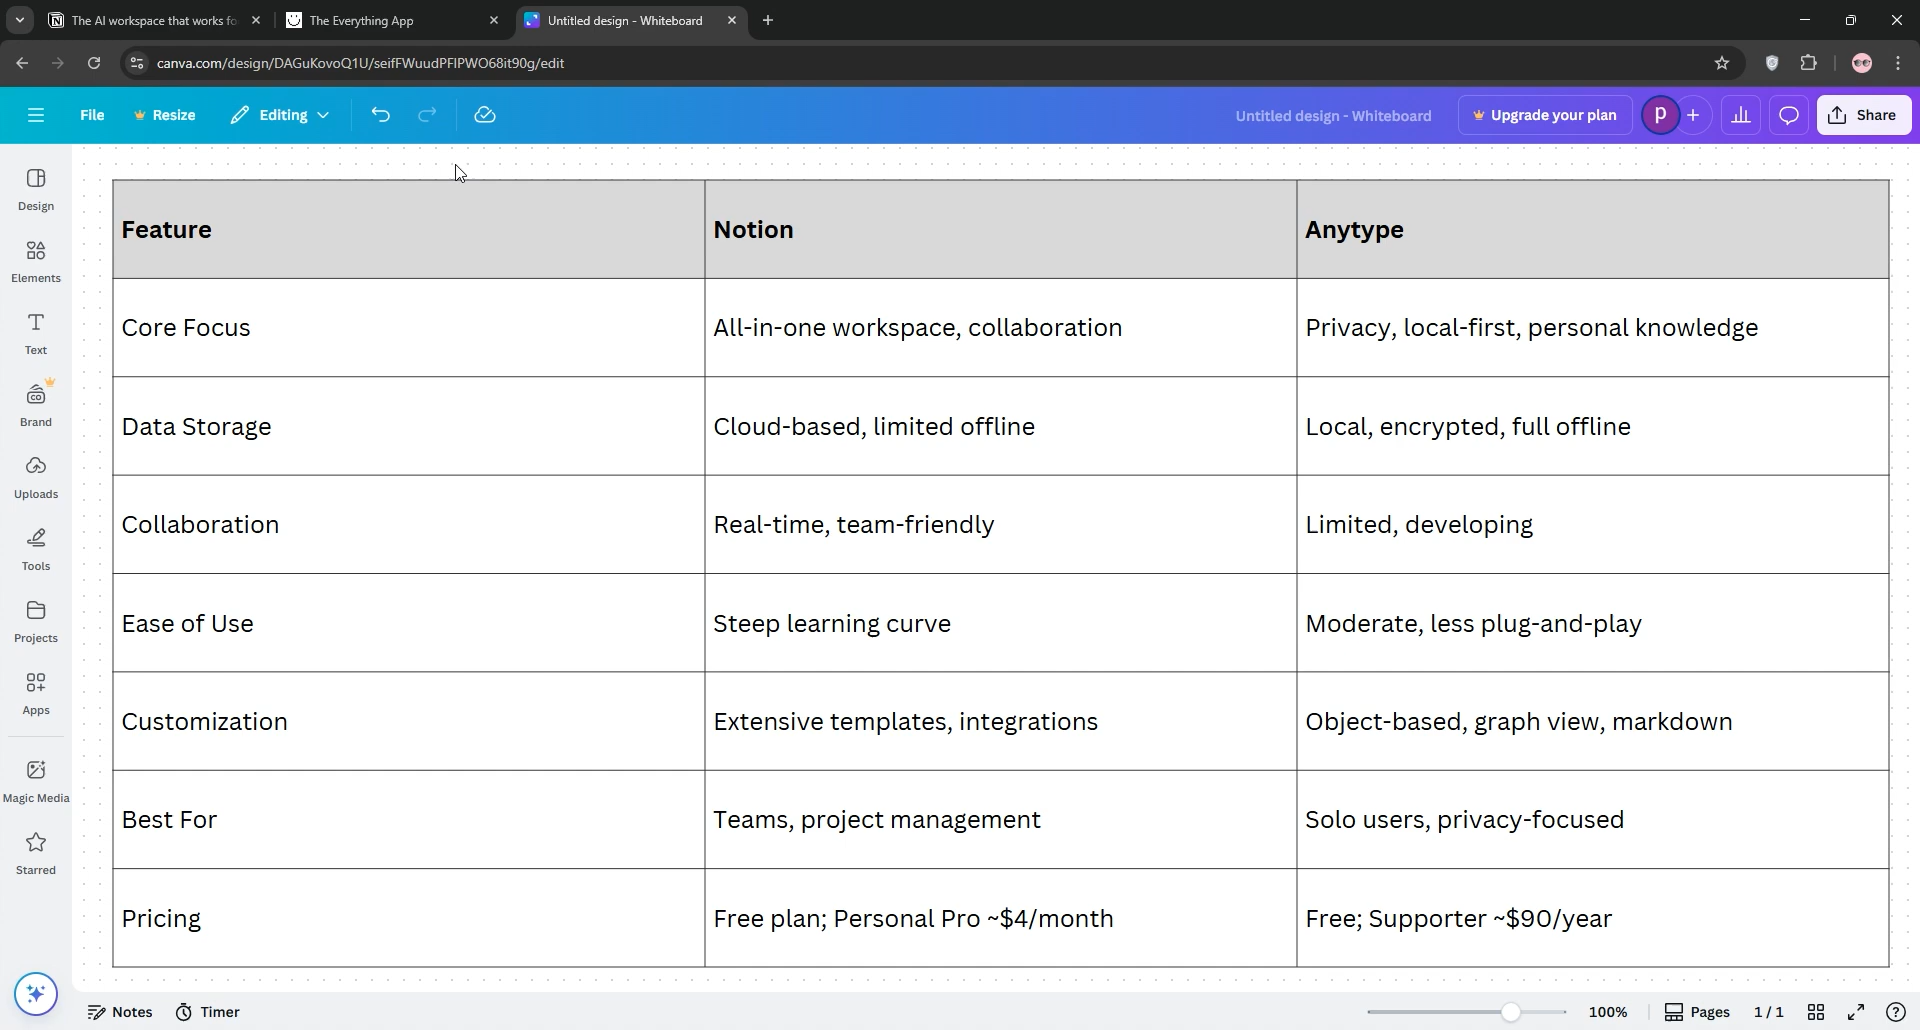 The AI workspace that works fo
The Everything App
Untitled design - Whiteboard
canva.com/design/DAGuKovoQ1U/seifFWuudPFIPWO68it90g/edit
File
Resize
Editing
Untitled design - Whiteboard
Upgrade your plan
p
Share
Design
Elements
Text
Brand
Uploads
Tools
Projects
Apps
Magic Media
Starred
Feature Notion Anytype
Core Focus All-in-one workspace, collaboration Privacy, local-first, personal knowledge
Data Storage Cloud-based, limited offline Local, encrypted, full offline
Collaboration Real-time, team-friendly Limited, developing
Ease of Use Steep learning curve Moderate, less plug-and-play
Customization Extensive templates, integrations Object-based, graph view, markdown
Best For Teams, project management Solo users, privacy-focused
Pricing Free plan; Personal Pro ~$4/month Free; Supporter ~$90/year
Notes
Timer
100%
Pages
1 / 1